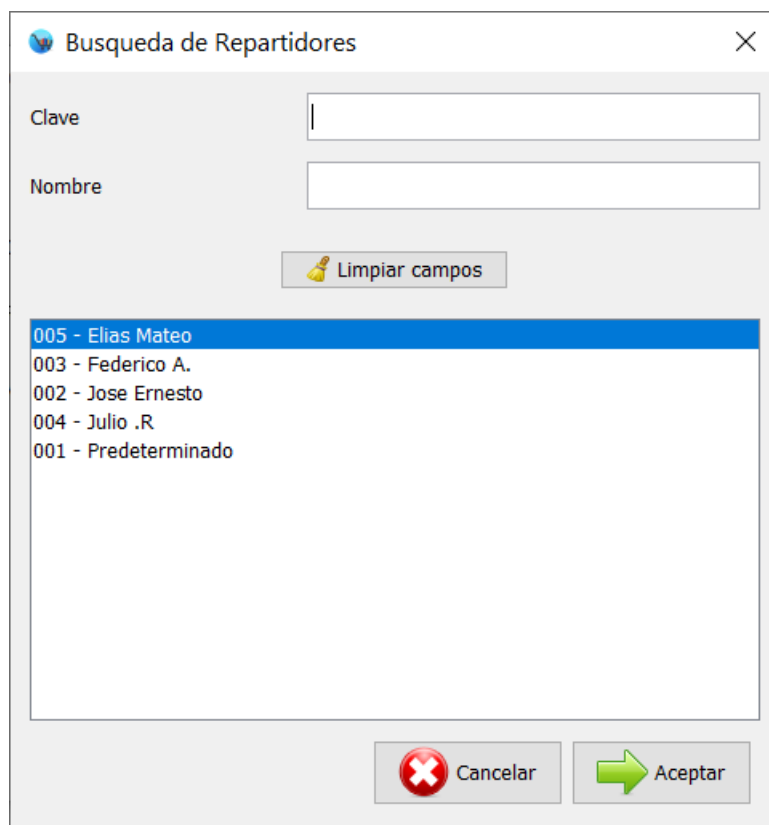 Busqueda de Repartidores
Clave
Nombre
Limpiar campos
005 - Elias Mateo
003 - Federico A.
002 - Jose Ernesto
004 - Julio .R
001 - Predeterminado
Cancelar
Aceptar